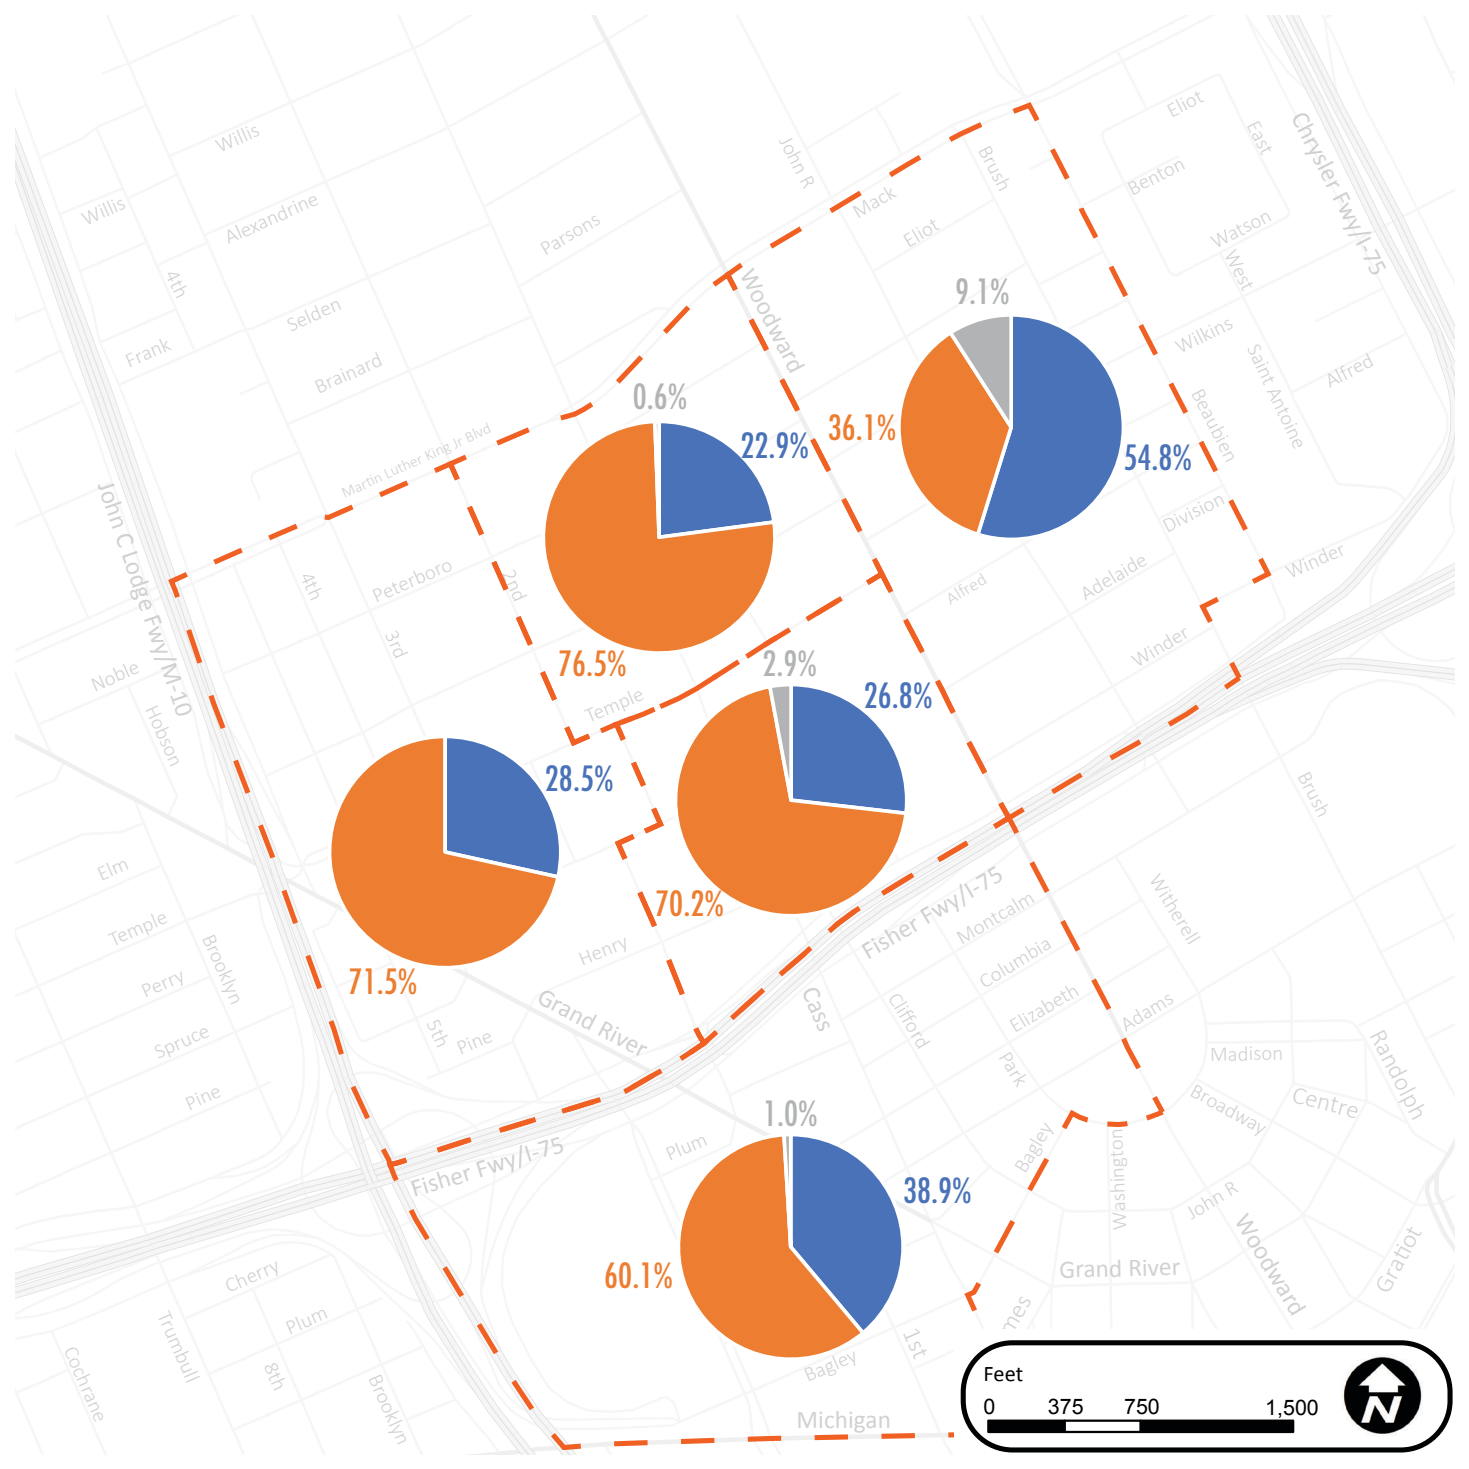 Willis
Willis
Alexandrine
4th
Selden
Frank
Brainard
Parsons
John R
Mack
Eliot
Brush
Eliot
East
Benton
Watson
West
Chrysler Fwy/I-75
Wilkins
Saint Antoine
Alfred
Beaubien
Division
Winder
Adelaide
Alfred
Winder
Woodward
9.1%
36.1%
54.8%
0.6%
22.9%
76.5%
Martin Luther King Jr Blvd
John C Lodge Fwy/M-10
4th
Peterboro
3rd
2nd
Noble
Hobson
Temple
2.9%
26.8%
70.2%
28.5%
71.5%
Elm
Temple
Perry
Brooklyn
Spruce
Pine
5th
Pine
Grand River
Henry
Cass
Fisher Fwy/I-75
Montcalm
Columbia
Elizabeth
Clifford
Park
Adams
Witherell
Brush
Madison
Broadway
Centre
Randolph
Fisher Fwy/I-75
Plum
1.0%
38.9%
60.1%
Bagley
Washington
John R
Grand River
Woodward
Gratiot
Cherry
Plum
Trumbull
8th
Cochrane
Brooklyn
Bagley
1st
Michigan
mes
Feet
0 375 750 1,500
N